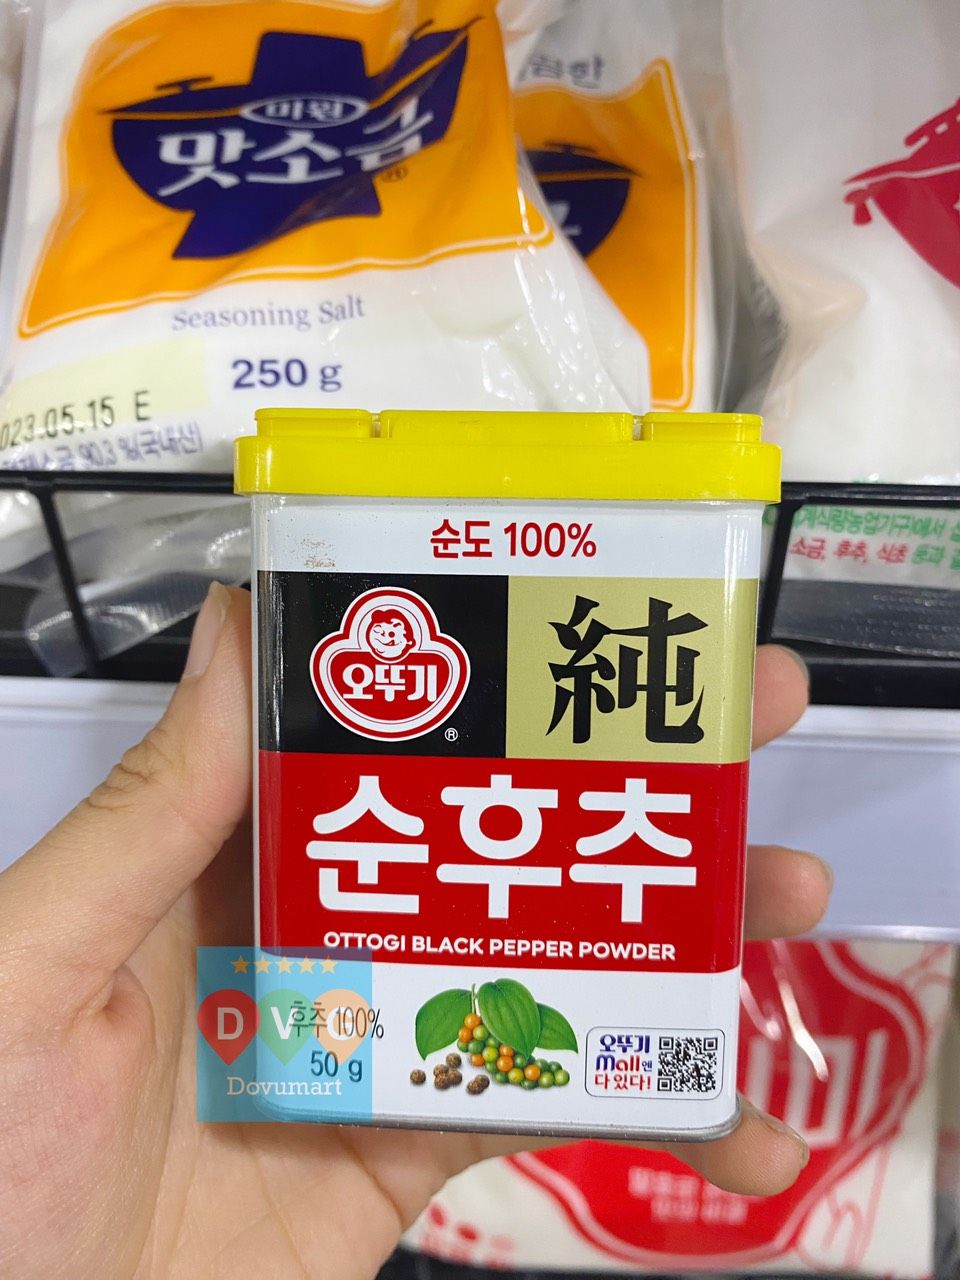 미원
맛소금
®
Seasoning Salt
250 g
023.05.15 E
순도 100%
오뚜기
®
純
순후추
OTTOGI BLACK PEPPER POWDER
후추 100%
50 g
오뚜기
mall엔
다있다!
DVO
Dovumart
소금, 후추, 식초